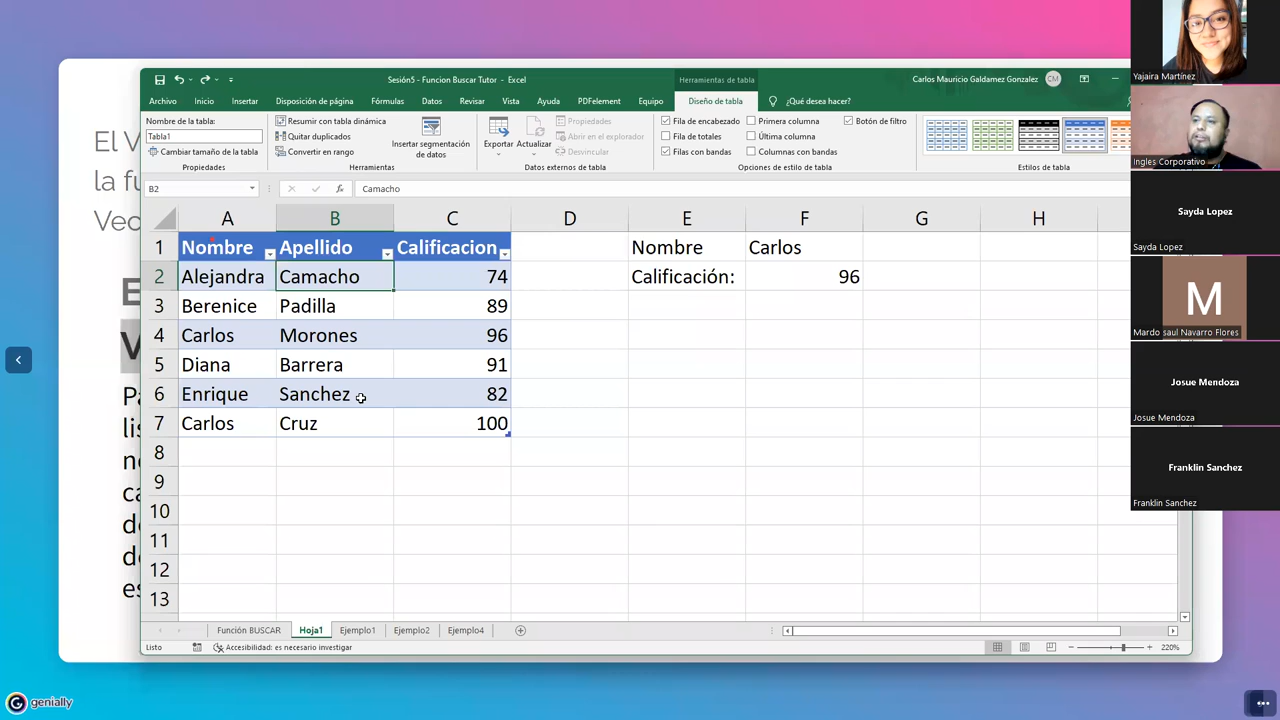 Sesión5 - Funcion Buscar Tutor - Excel
Herramientas de tabla
Carlos Mauricio Galdamez Gonzalez
CM
Archivo
Inicio
Insertar
Disposición de página
Fórmulas
Datos
Revisar
Vista
Ayuda
PDFelement
Equipo
Diseño de tabla
¿Qué desea hacer?
Nombre de la tabla:
Tabla1
Cambiar tamaño de la tabla
Propiedades
Resumir con tabla dinámica
Quitar duplicados
Convertir en rango
Insertar segmentación
de datos
Herramientas
Exportar
Actualizar
Propiedades
Abrir en el explorador
Desvincular
Datos externos de tabla
Fila de encabezado
Primera columna
Botón de filtro
Fila de totales
Última columna
Filas con bandas
Columnas con bandas
Opciones de estilo de tabla
Estilos de tabla
B2
fx
Camacho
A B C D E F G H
1 Nombre Apellido Calificacion Nombre Carlos
2 Alejandra Camacho 74 Calificación: 96
3 Berenice Padilla 89
4 Carlos Morones 96
5 Diana Barrera 91
6 Enrique Sanchez 82
7 Carlos Cruz 100
8
9
10
11
12
13
Función BUSCAR
Hoja1
Ejemplo1
Ejemplo2
Ejemplo4
Listo
Accesibilidad: es necesario investigar
220%
El V
la fu
Vec
Yajaira Martínez
Ingles Corporativo
Sayda Lopez
Sayda Lopez
M
Mardo saul Navarro Flores
Josue Mendoza
Josue Mendoza
Franklin Sanchez
Franklin Sanchez
genially